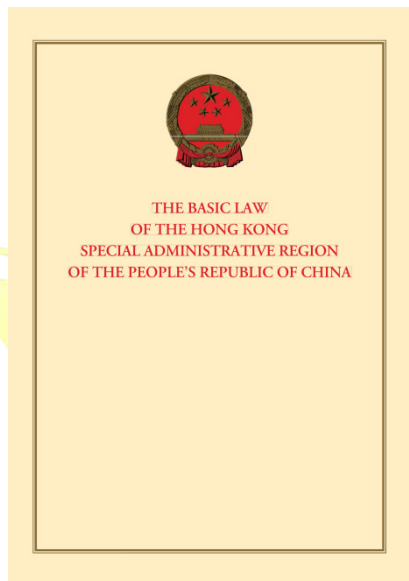 THE BASIC LAW
OF THE HONG KONG
SPECIAL ADMINISTRATIVE REGION
OF THE PEOPLE'S REPUBLIC OF CHINA